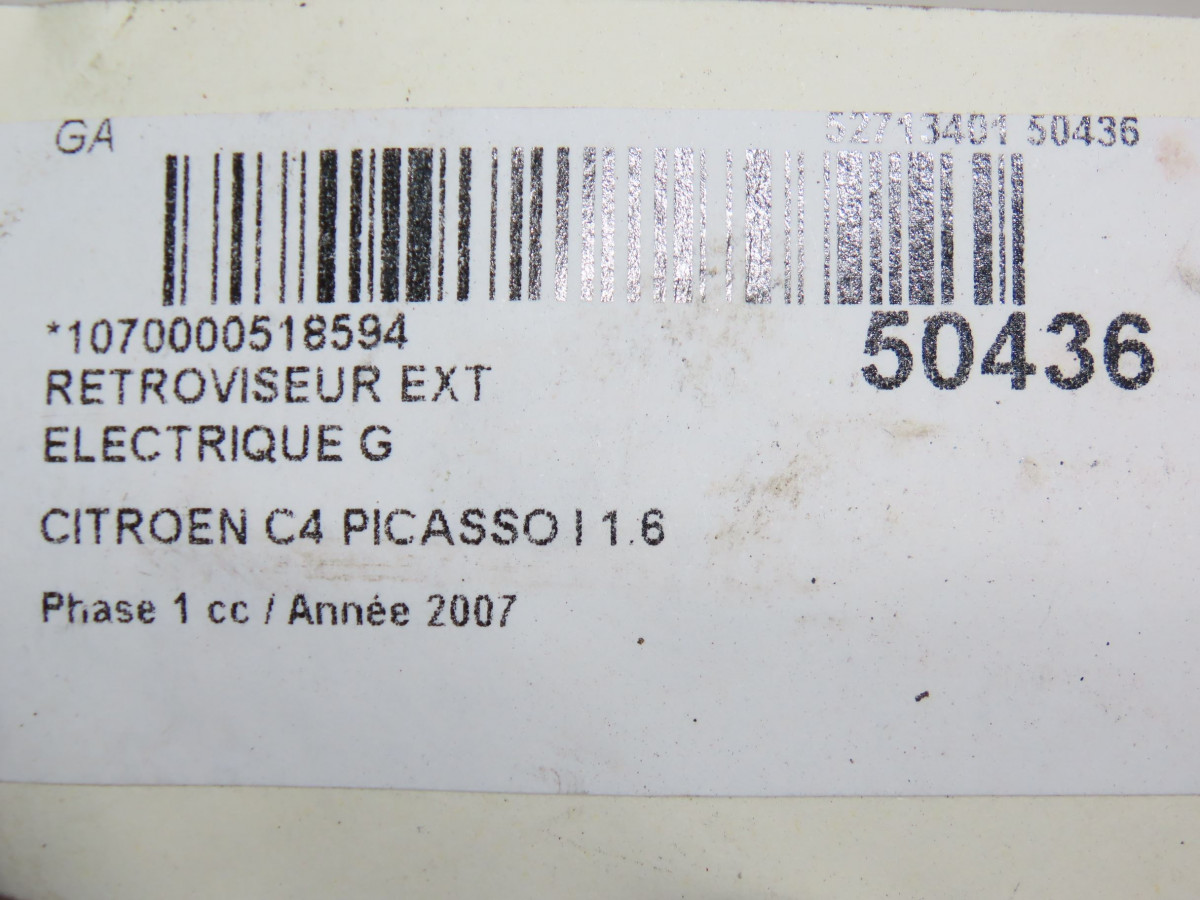 GA
52713401 50436
*1070000518594
50436
RETROVISEUR EXT
ELECTRIQUE G
CITROEN C4 PICASSO I 1.6
Phase 1 cc / Année 2007